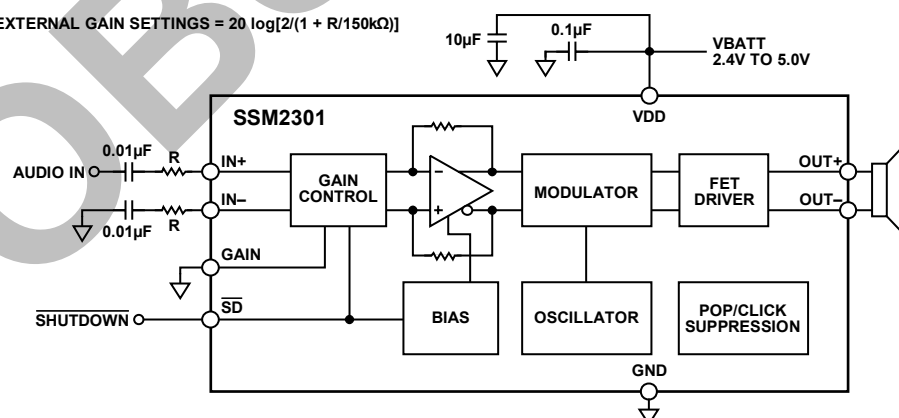 EXTERNAL GAIN SETTINGS = 20 log[2/(1 + R/150kΩ)]
10µF
0.1µF
VBATT
2.4V TO 5.0V
VDD
SSM2301
0.01µF
R
AUDIO IN
IN+
GAIN
CONTROL
MODULATOR
FET
DRIVER
OUT+
IN–
OUT–
0.01µF
R
−
+
GAIN
SD
SHUTDOWN
BIAS
OSCILLATOR
POP/CLICK
SUPPRESSION
GND